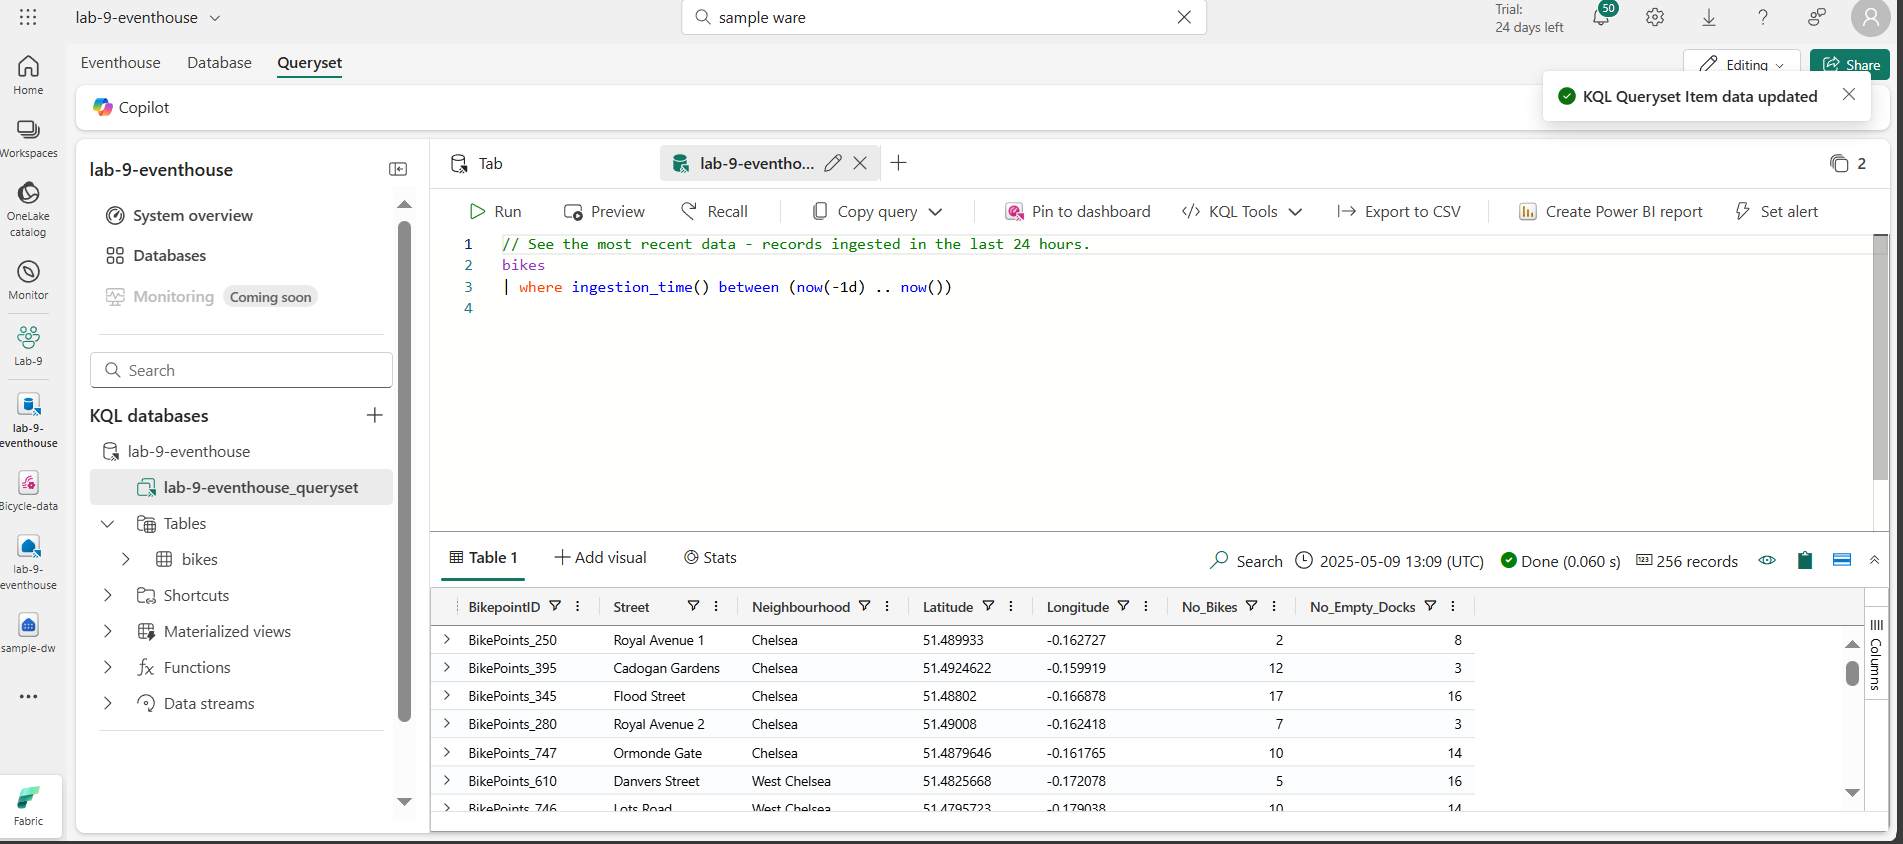 lab-9-eventhouse
sample ware
Trial:
24 days left
50
Home
Workspaces
OneLake
catalog
Monitor
Lab-9
lab-9-
eventhouse
Bicycle-data
lab-9-
eventhouse
sample-dw
Fabric
Eventhouse Database Queryset
Editing
Share
Copilot
KQL Queryset Item data updated
lab-9-eventhouse
System overview
Databases
Monitoring Coming soon
Search
KQL databases
lab-9-eventhouse
lab-9-eventhouse_queryset
Tables
bikes
Shortcuts
Materialized views
fx Functions
Data streams
Tab
lab-9-eventho...
2
Run Preview Recall Copy query Pin to dashboard KQL Tools Export to CSV Create Power BI report Set alert
1 // See the most recent data - records ingested in the last 24 hours.
2 bikes
3 | where ingestion_time() between (now(-1d) .. now())
4
Table 1 Add visual Stats Search 2025-05-09 13:09 (UTC) Done (0.060 s) 256 records
BikepointID Street Neighbourhood Latitude Longitude No_Bikes No_Empty_Docks
BikePoints_250 Royal Avenue 1 Chelsea 51.489933 -0.162727 2 8
BikePoints_395 Cadogan Gardens Chelsea 51.4924622 -0.159919 12 3
BikePoints_345 Flood Street Chelsea 51.48802 -0.166878 17 16
BikePoints_280 Royal Avenue 2 Chelsea 51.49008 -0.162418 7 3
BikePoints_747 Ormonde Gate Chelsea 51.4879646 -0.161765 10 14
BikePoints_610 Danvers Street West Chelsea 51.4825668 -0.172078 5 16
BikePoints_746 Lots Road West Chelsea 51.4795723 -0.179038 10 14
Columns